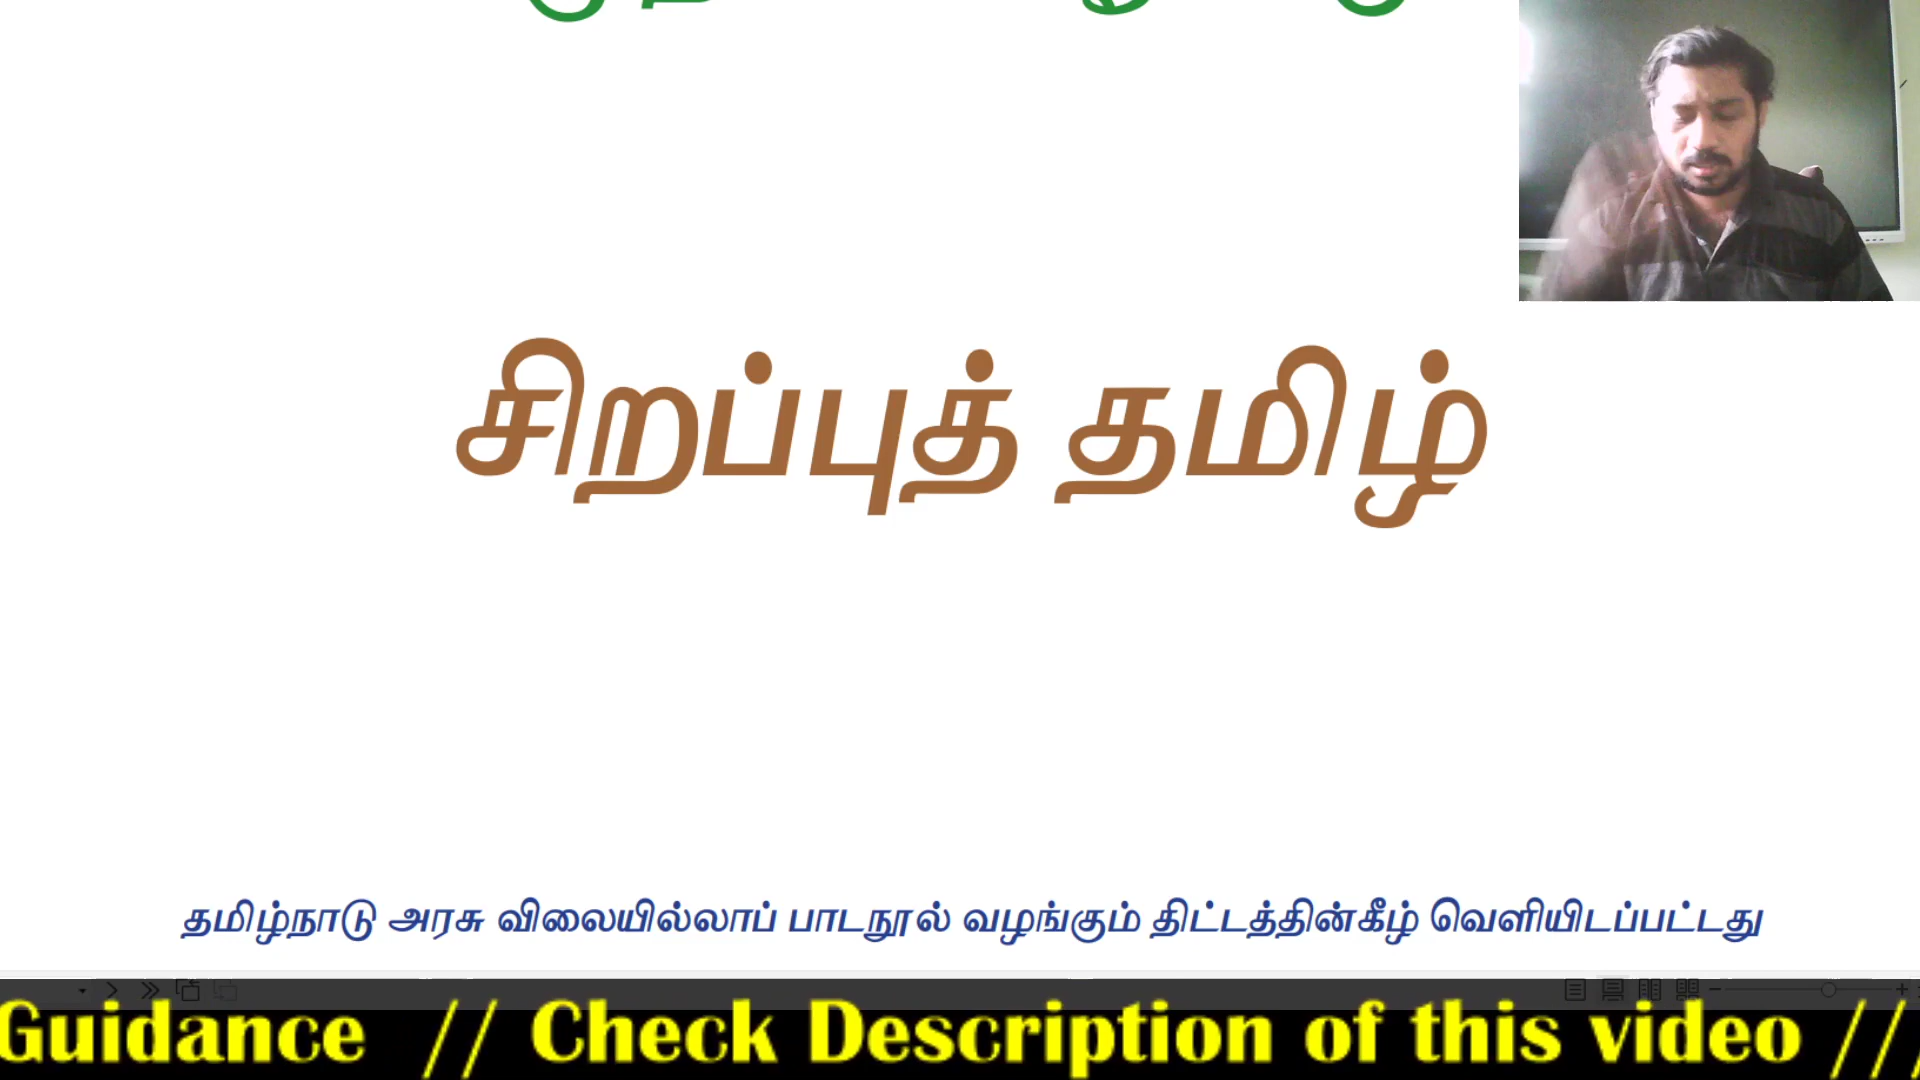 சிறப்புத் தமிழ்
தமிழ்நாடு அரசு விலையில்லாப் பாடநூல் வழங்கும் திட்டத்தின்கீழ் வெளியிடப்பட்டது
Guidance // Check Description of this video //